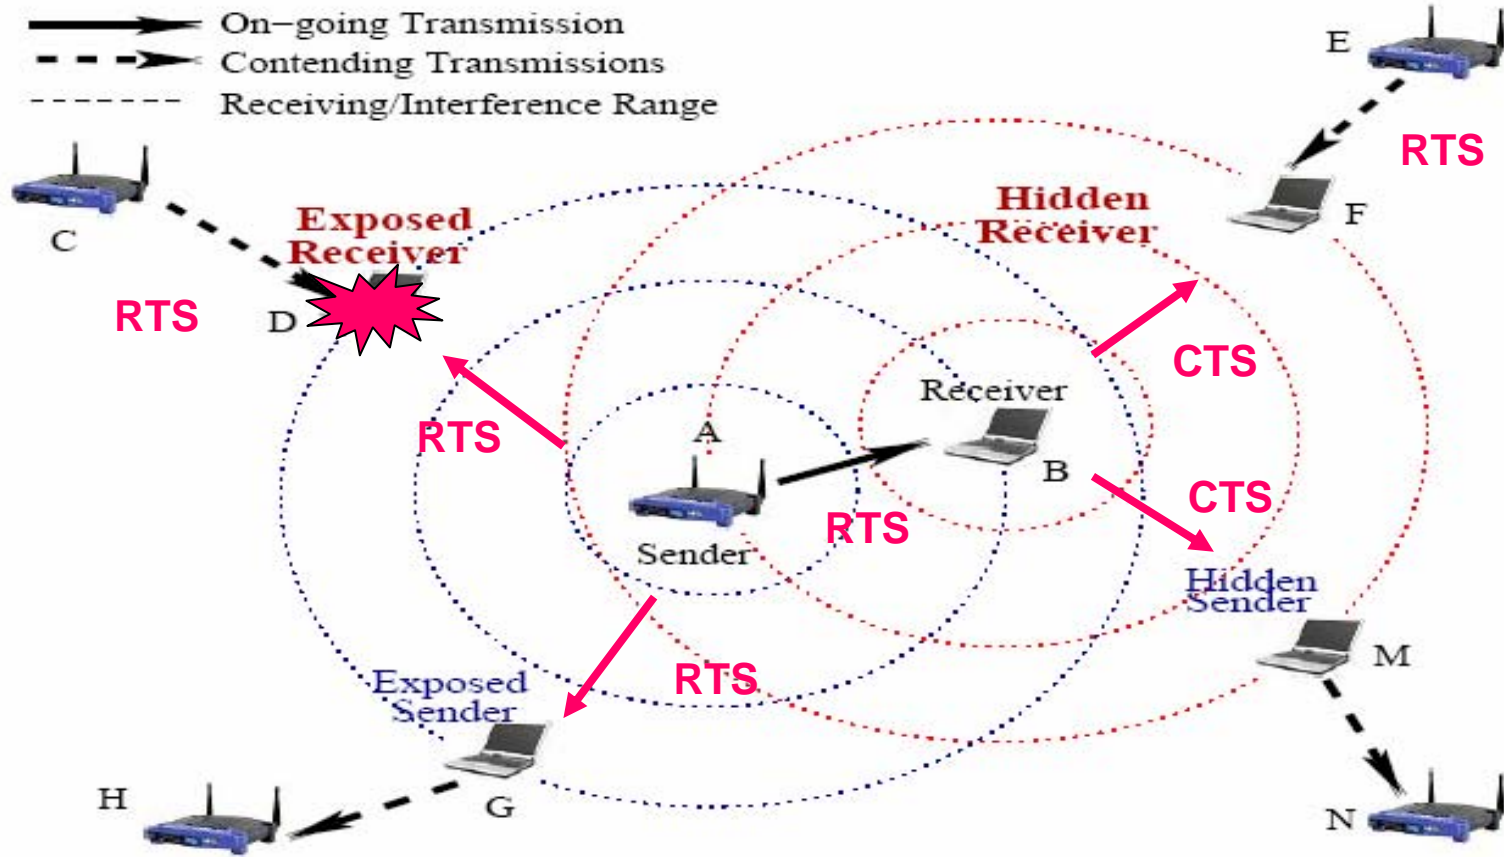 On-going Transmission
Contending Transmissions
Receiving/Interference Range
E
RTS
C
Exposed
Receiver
Hidden
Receiver
F
RTS
D
CTS
Receiver
RTS
A
B
CTS
RTS
Sender
Hidden
Sender
M
RTS
Exposed
Sender
H
G
N